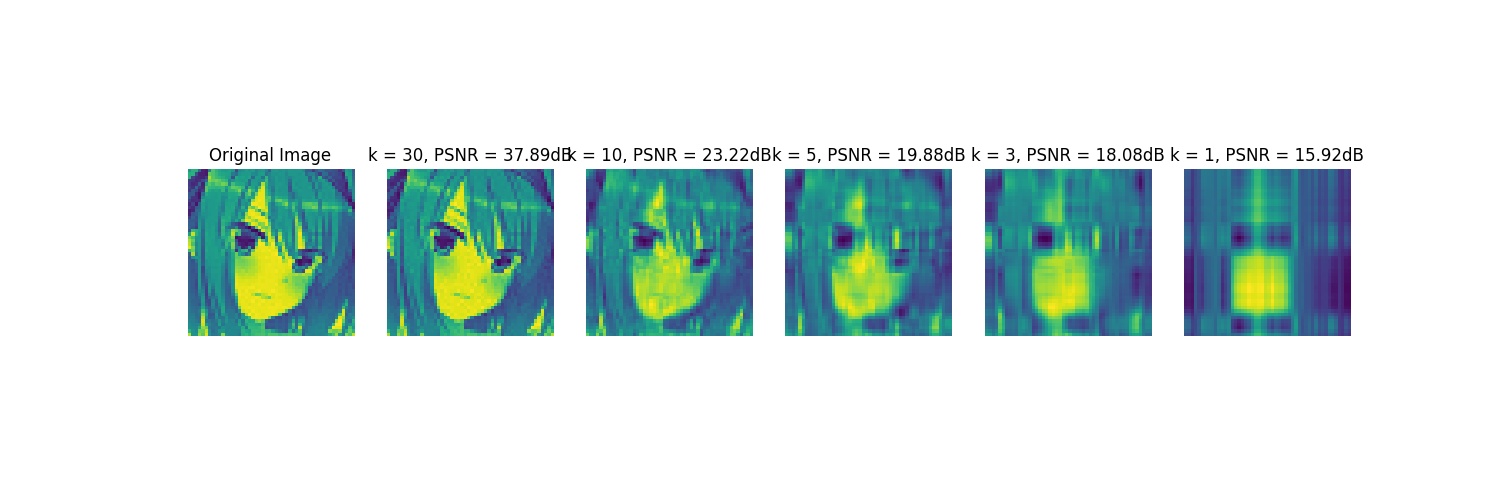 Original Image
k = 30, PSNR = 37.89dB
k = 10, PSNR = 23.22dB
k = 5, PSNR = 19.88dB
k = 3, PSNR = 18.08dB
k = 1, PSNR = 15.92dB